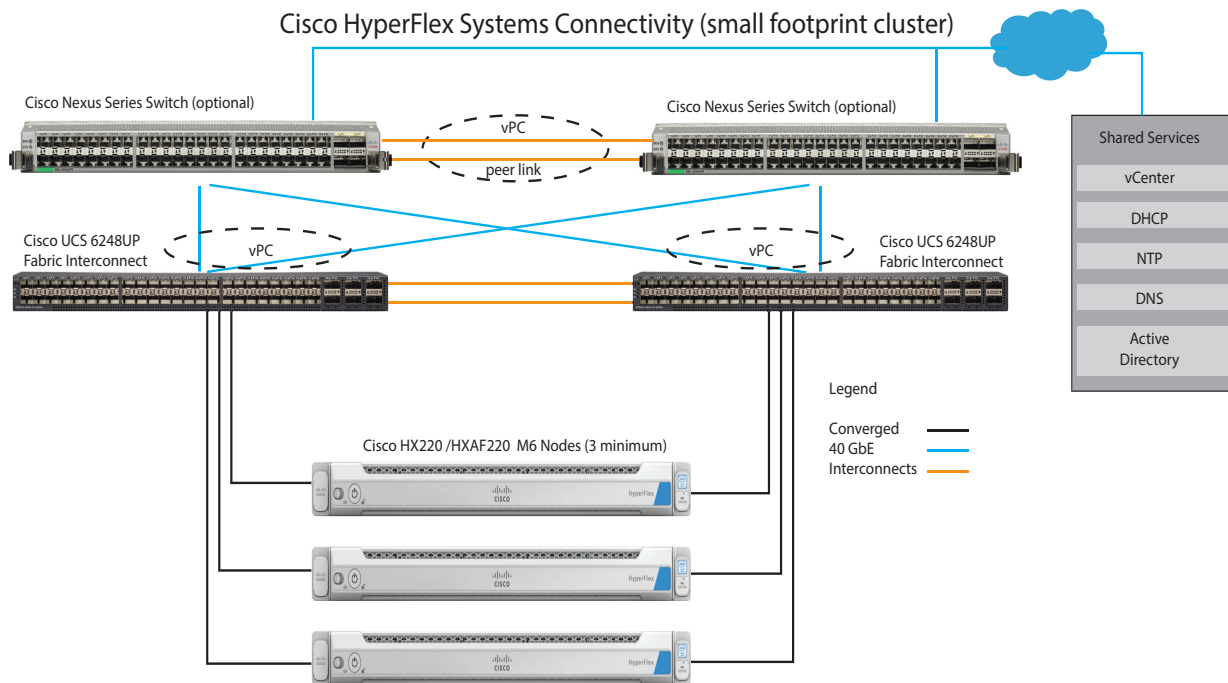 Cisco HyperFlex Systems Connectivity (small footprint cluster)
Cisco Nexus Series Switch (optional)
Cisco Nexus Series Switch (optional)
vPC
peer link
Shared Services
vCenter
DHCP
NTP
DNS
Active
Directory
Cisco UCS 6248UP
Fabric Interconnect
vPC
vPC
Cisco UCS 6248UP
Fabric Interconnect
Legend
Converged
40 GbE
Interconnects
Cisco HX220 /HXAF220 M6 Nodes (3 minimum)
CISCO
HyperFlex
CISCO
HyperFlex
CISCO
HyperFlex